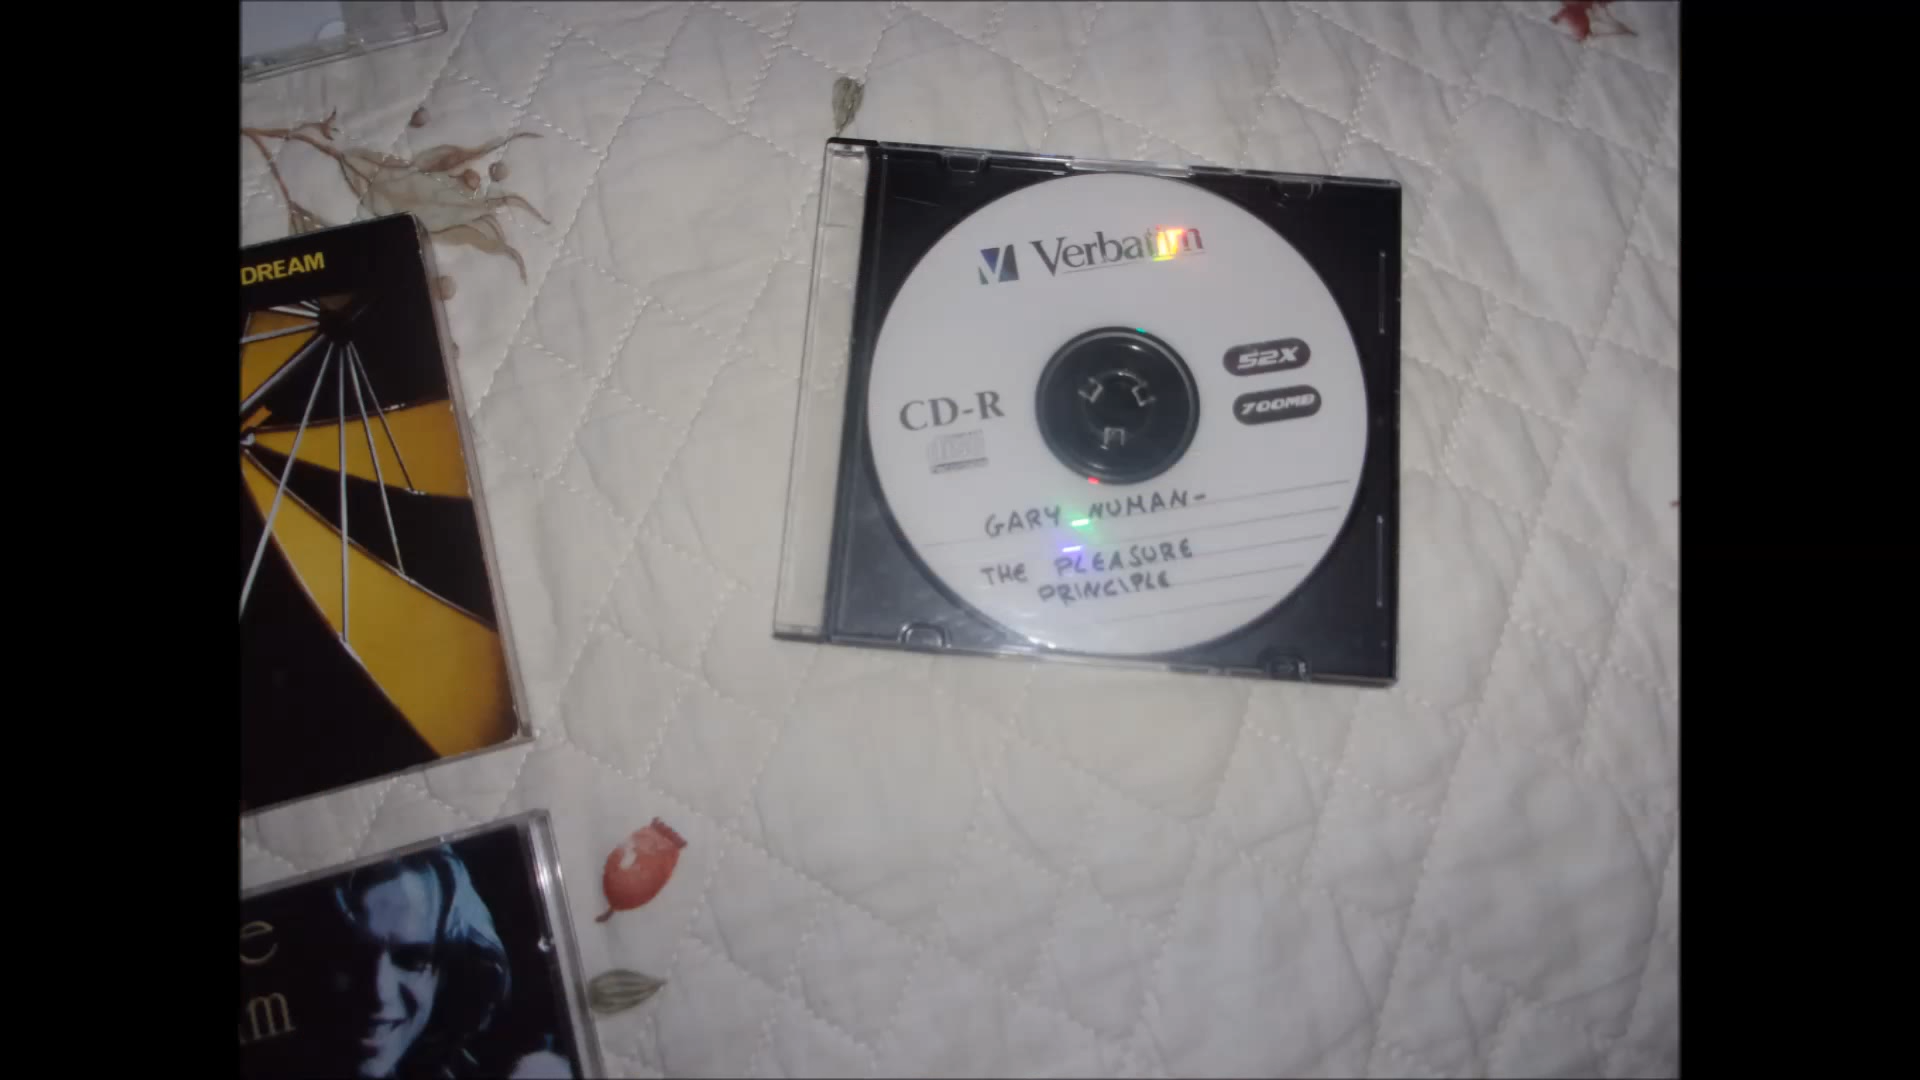 DREAM
Verbatim
52X
700MB
CD-R
GARY NUMAN-
THE PLEASURE
PRINCIPLE
e
m